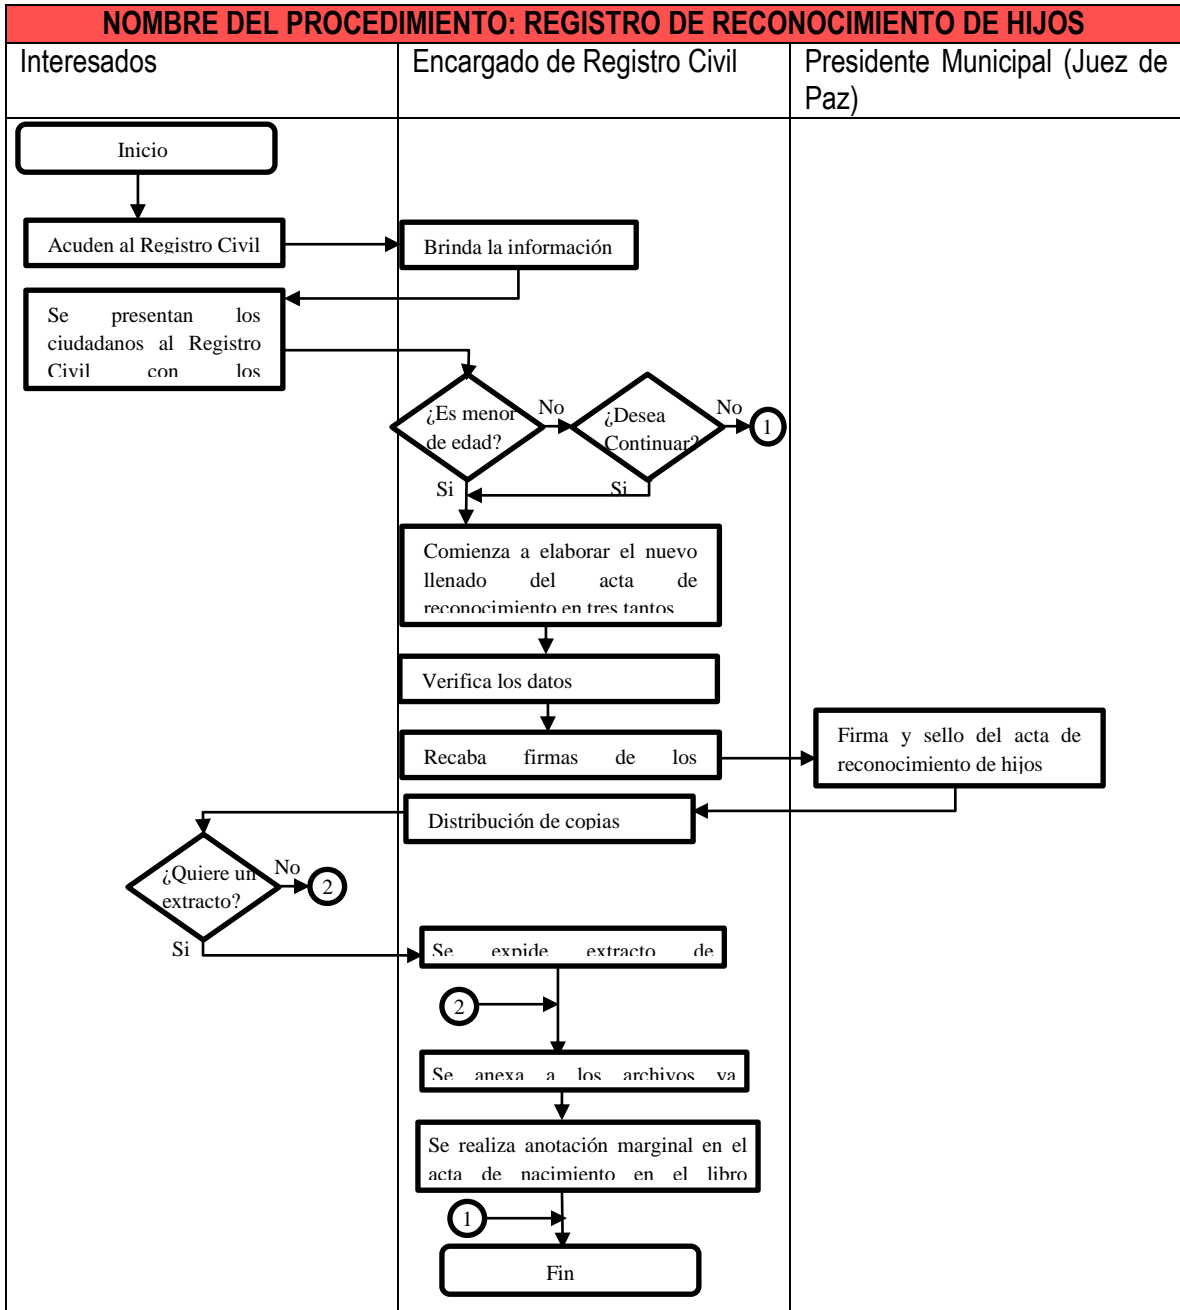 NOMBRE DEL PROCEDIMIENTO: REGISTRO DE RECONOCIMIENTO DE HIJOS
Interesados
Encargado de Registro Civil
Presidente Municipal (Juez de
Paz)
Inicio
Acuden al Registro Civil
Brinda la información
Se presentan los
ciudadanos al Registro
Civil con los
¿Es menor
de edad?
No
¿Desea
Continuar?
No
1
Si
Si
Comienza a elaborar el nuevo
llenado del acta de
reconocimiento en tres tantos
Verifica los datos
Recaba firmas de los
Firma y sello del acta de
reconocimiento de hijos
Distribución de copias
¿Quiere un
extracto?
No
2
Si
Se expide extracto de
2
Se anexa a los archivos ya
Se realiza anotación marginal en el
acta de nacimiento en el libro
1
Fin